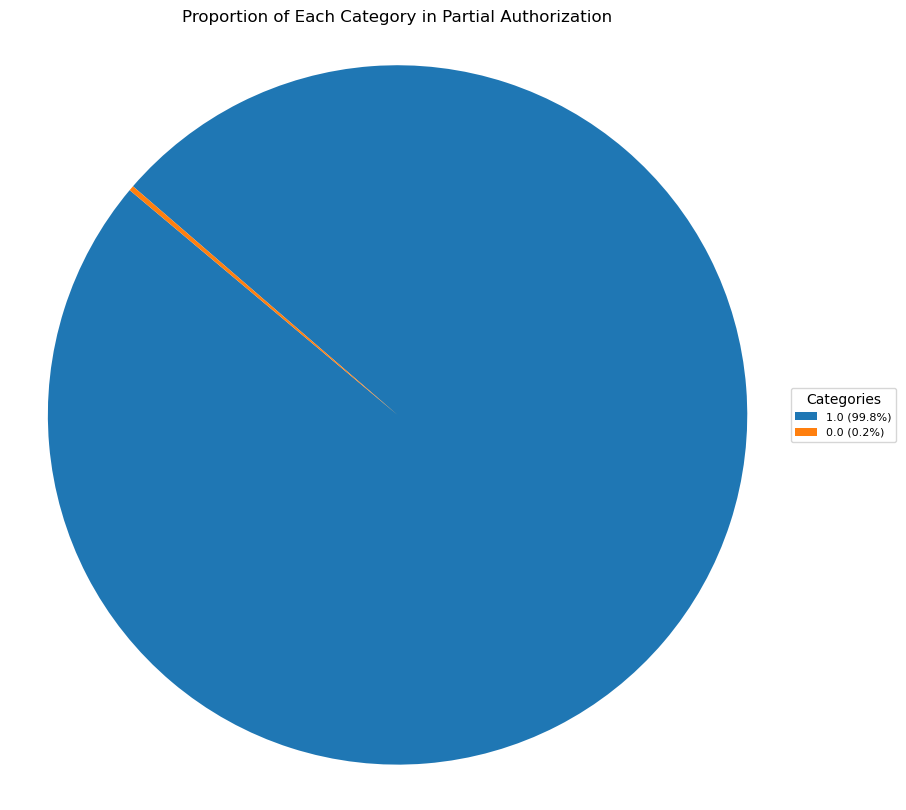 Proportion of Each Category in Partial Authorization
Categories
1.0 (99.8%)
0.0 (0.2%)